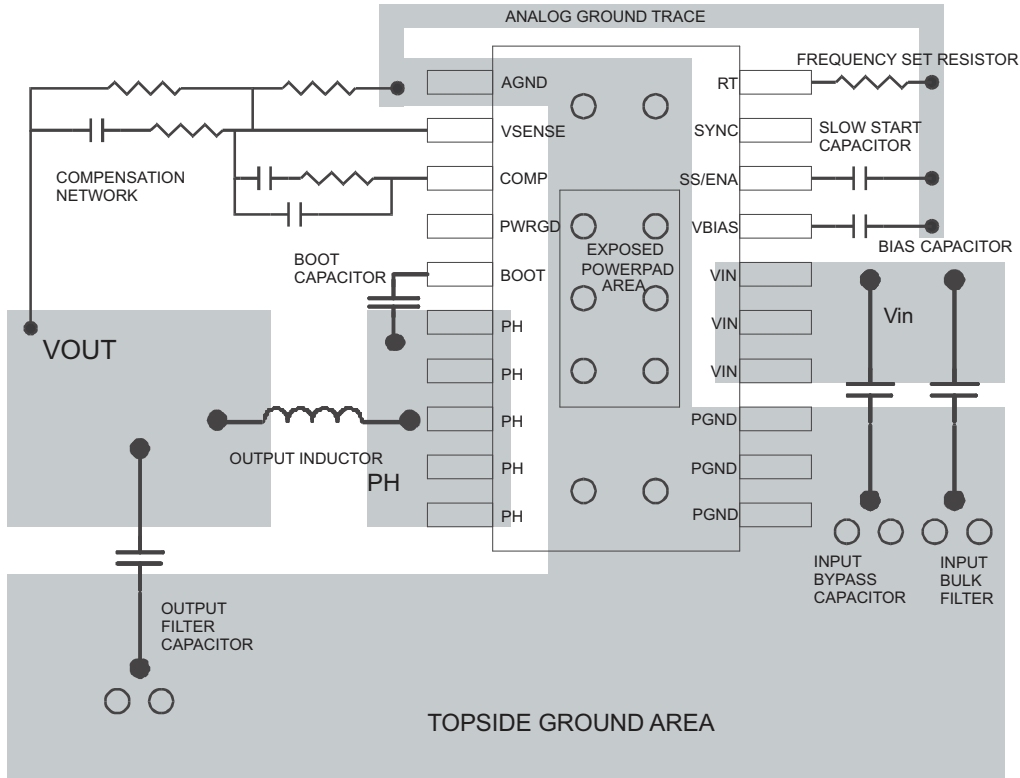 ANALOG GROUND TRACE
FREQUENCY SET RESISTOR
AGND
RT
VSENSE
SYNC
SLOW START
CAPACITOR
COMPENSATION
NETWORK
COMP
SS/ENA
PWRGD
VBIAS
BIAS CAPACITOR
EXPOSED
POWERPAD
AREA
BOOT
CAPACITOR
BOOT
VIN
PH
VIN
Vin
VOUT
PH
VIN
PH
PGND
OUTPUT INDUCTOR
PH
PH
PGND
PH
PGND
INPUT
BYPASS
CAPACITOR
INPUT
BULK
FILTER
OUTPUT
FILTER
CAPACITOR
TOPSIDE GROUND AREA